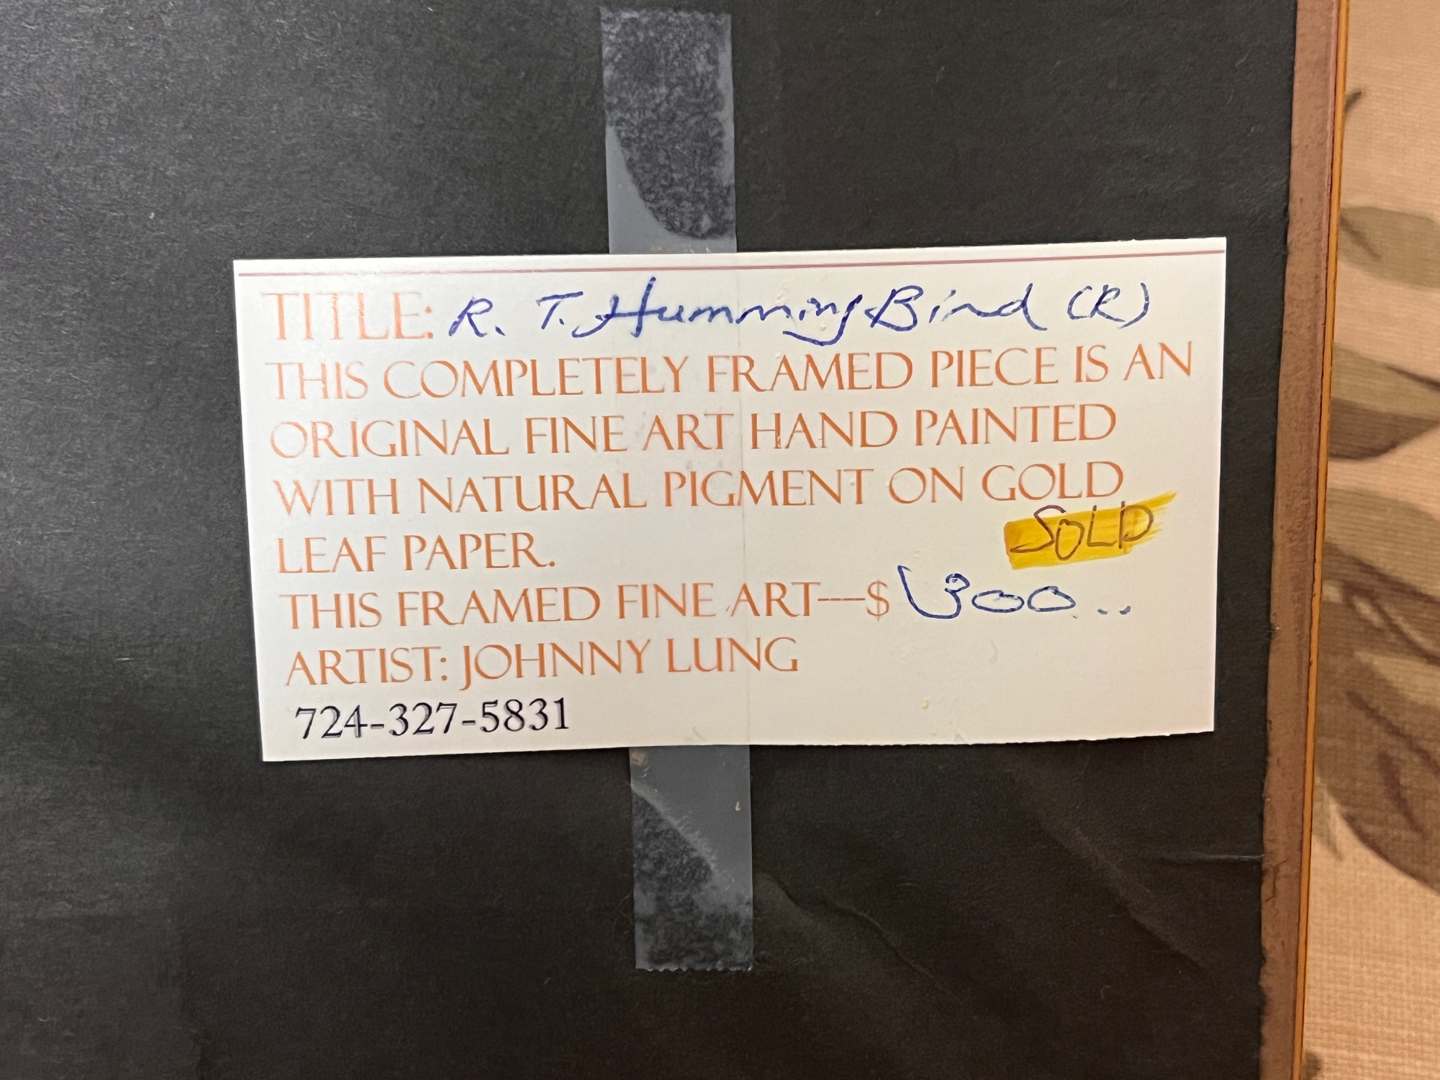 TITLE: R. T. Humming Bird (R)
THIS COMPLETELY FRAMED PIECE IS AN
ORIGINAL FINE ART HAND PAINTED
WITH NATURAL PIGMENT ON GOLD
LEAF PAPER.
SOLD
THIS FRAMED FINE ART—$ 300..
ARTIST: JOHNNY LUNG
724-327-5831